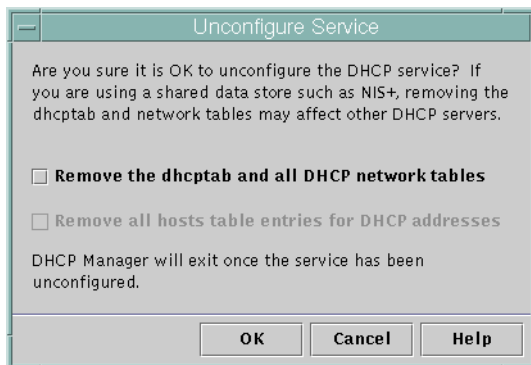 Unconfigure Service
Are you sure it is OK to unconfigure the DHCP service? If
you are using a shared data store such as NIS+, removing the
dhcptab and network tables may affect other DHCP servers.
Remove the dhcptab and all DHCP network tables
Remove all hosts table entries for DHCP addresses
DHCP Manager will exit once the service has been
unconfigured.
OK Cancel Help